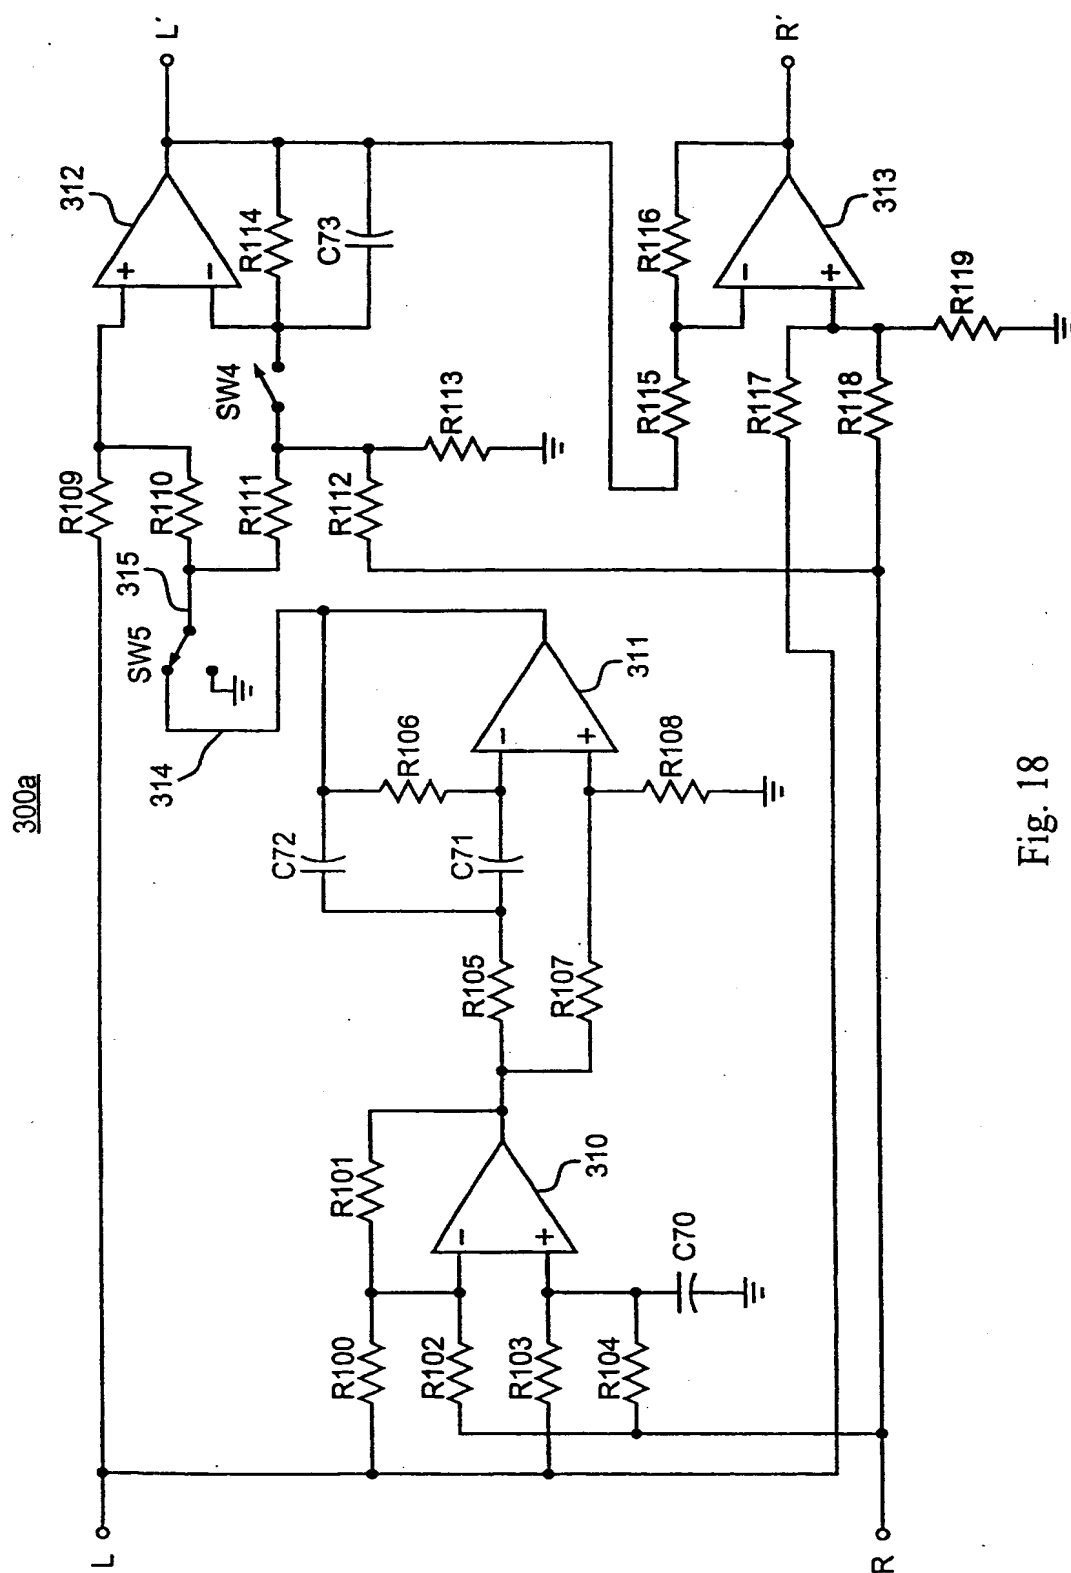 300a
L
R
R100
R101
R102
R103
R104
C70
310
-
+
R105
R107
C72
C71
R106
R108
311
-
+
314
SW5
315
R109
R110
R111
R112
SW4
R113
312
+
-
R114
C73
L'
R115
R116
R117
R118
R119
313
-
+
R'
Fig. 18